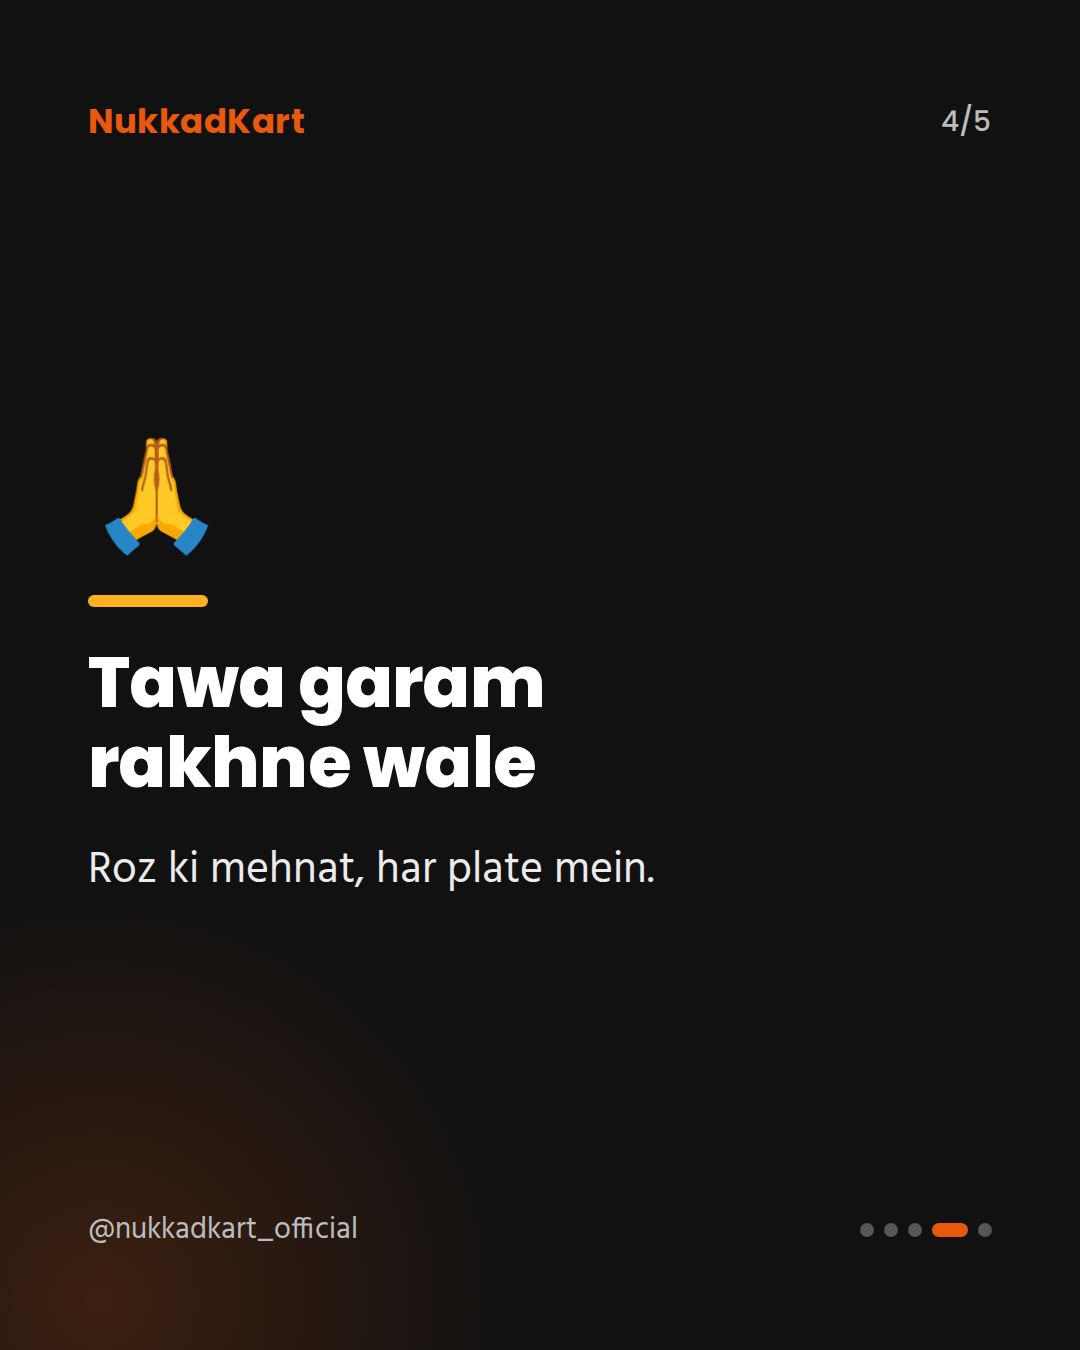 NukkadKart
4/5
Tawa garam
rakhne wale
Roz ki mehnat, har plate mein.
@nukkadkart_official